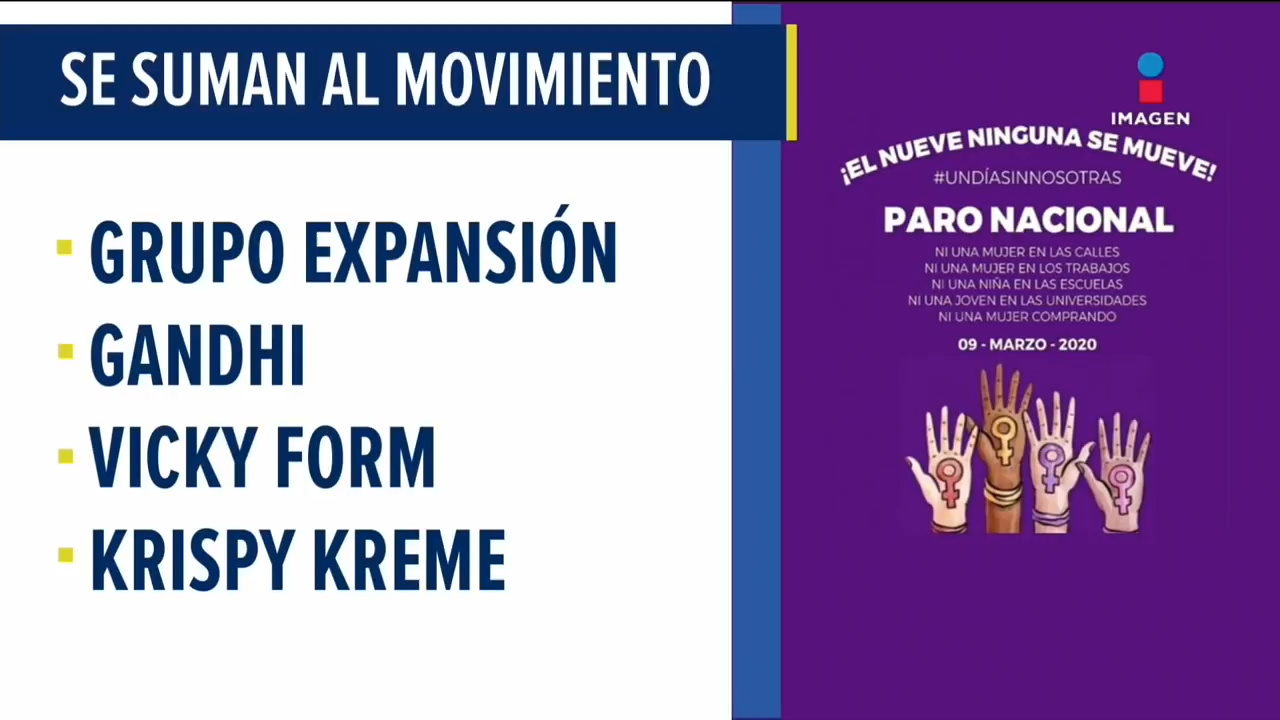 SE SUMAN AL MOVIMIENTO
GRUPO EXPANSIÓN
GANDHI
VICKY FORM
KRISPY KREME
IMAGEN
¡EL NUEVE NINGUNA SE MUEVE!
#UNDÍASINNOSOTRAS
PARO NACIONAL
NI UNA MUJER EN LAS CALLES
NI UNA MUJER EN LOS TRABAJOS
NI UNA NIÑA EN LAS ESCUELAS
NI UNA JOVEN EN LAS UNIVERSIDADES
NI UNA MUJER COMPRANDO
09 - MARZO - 2020